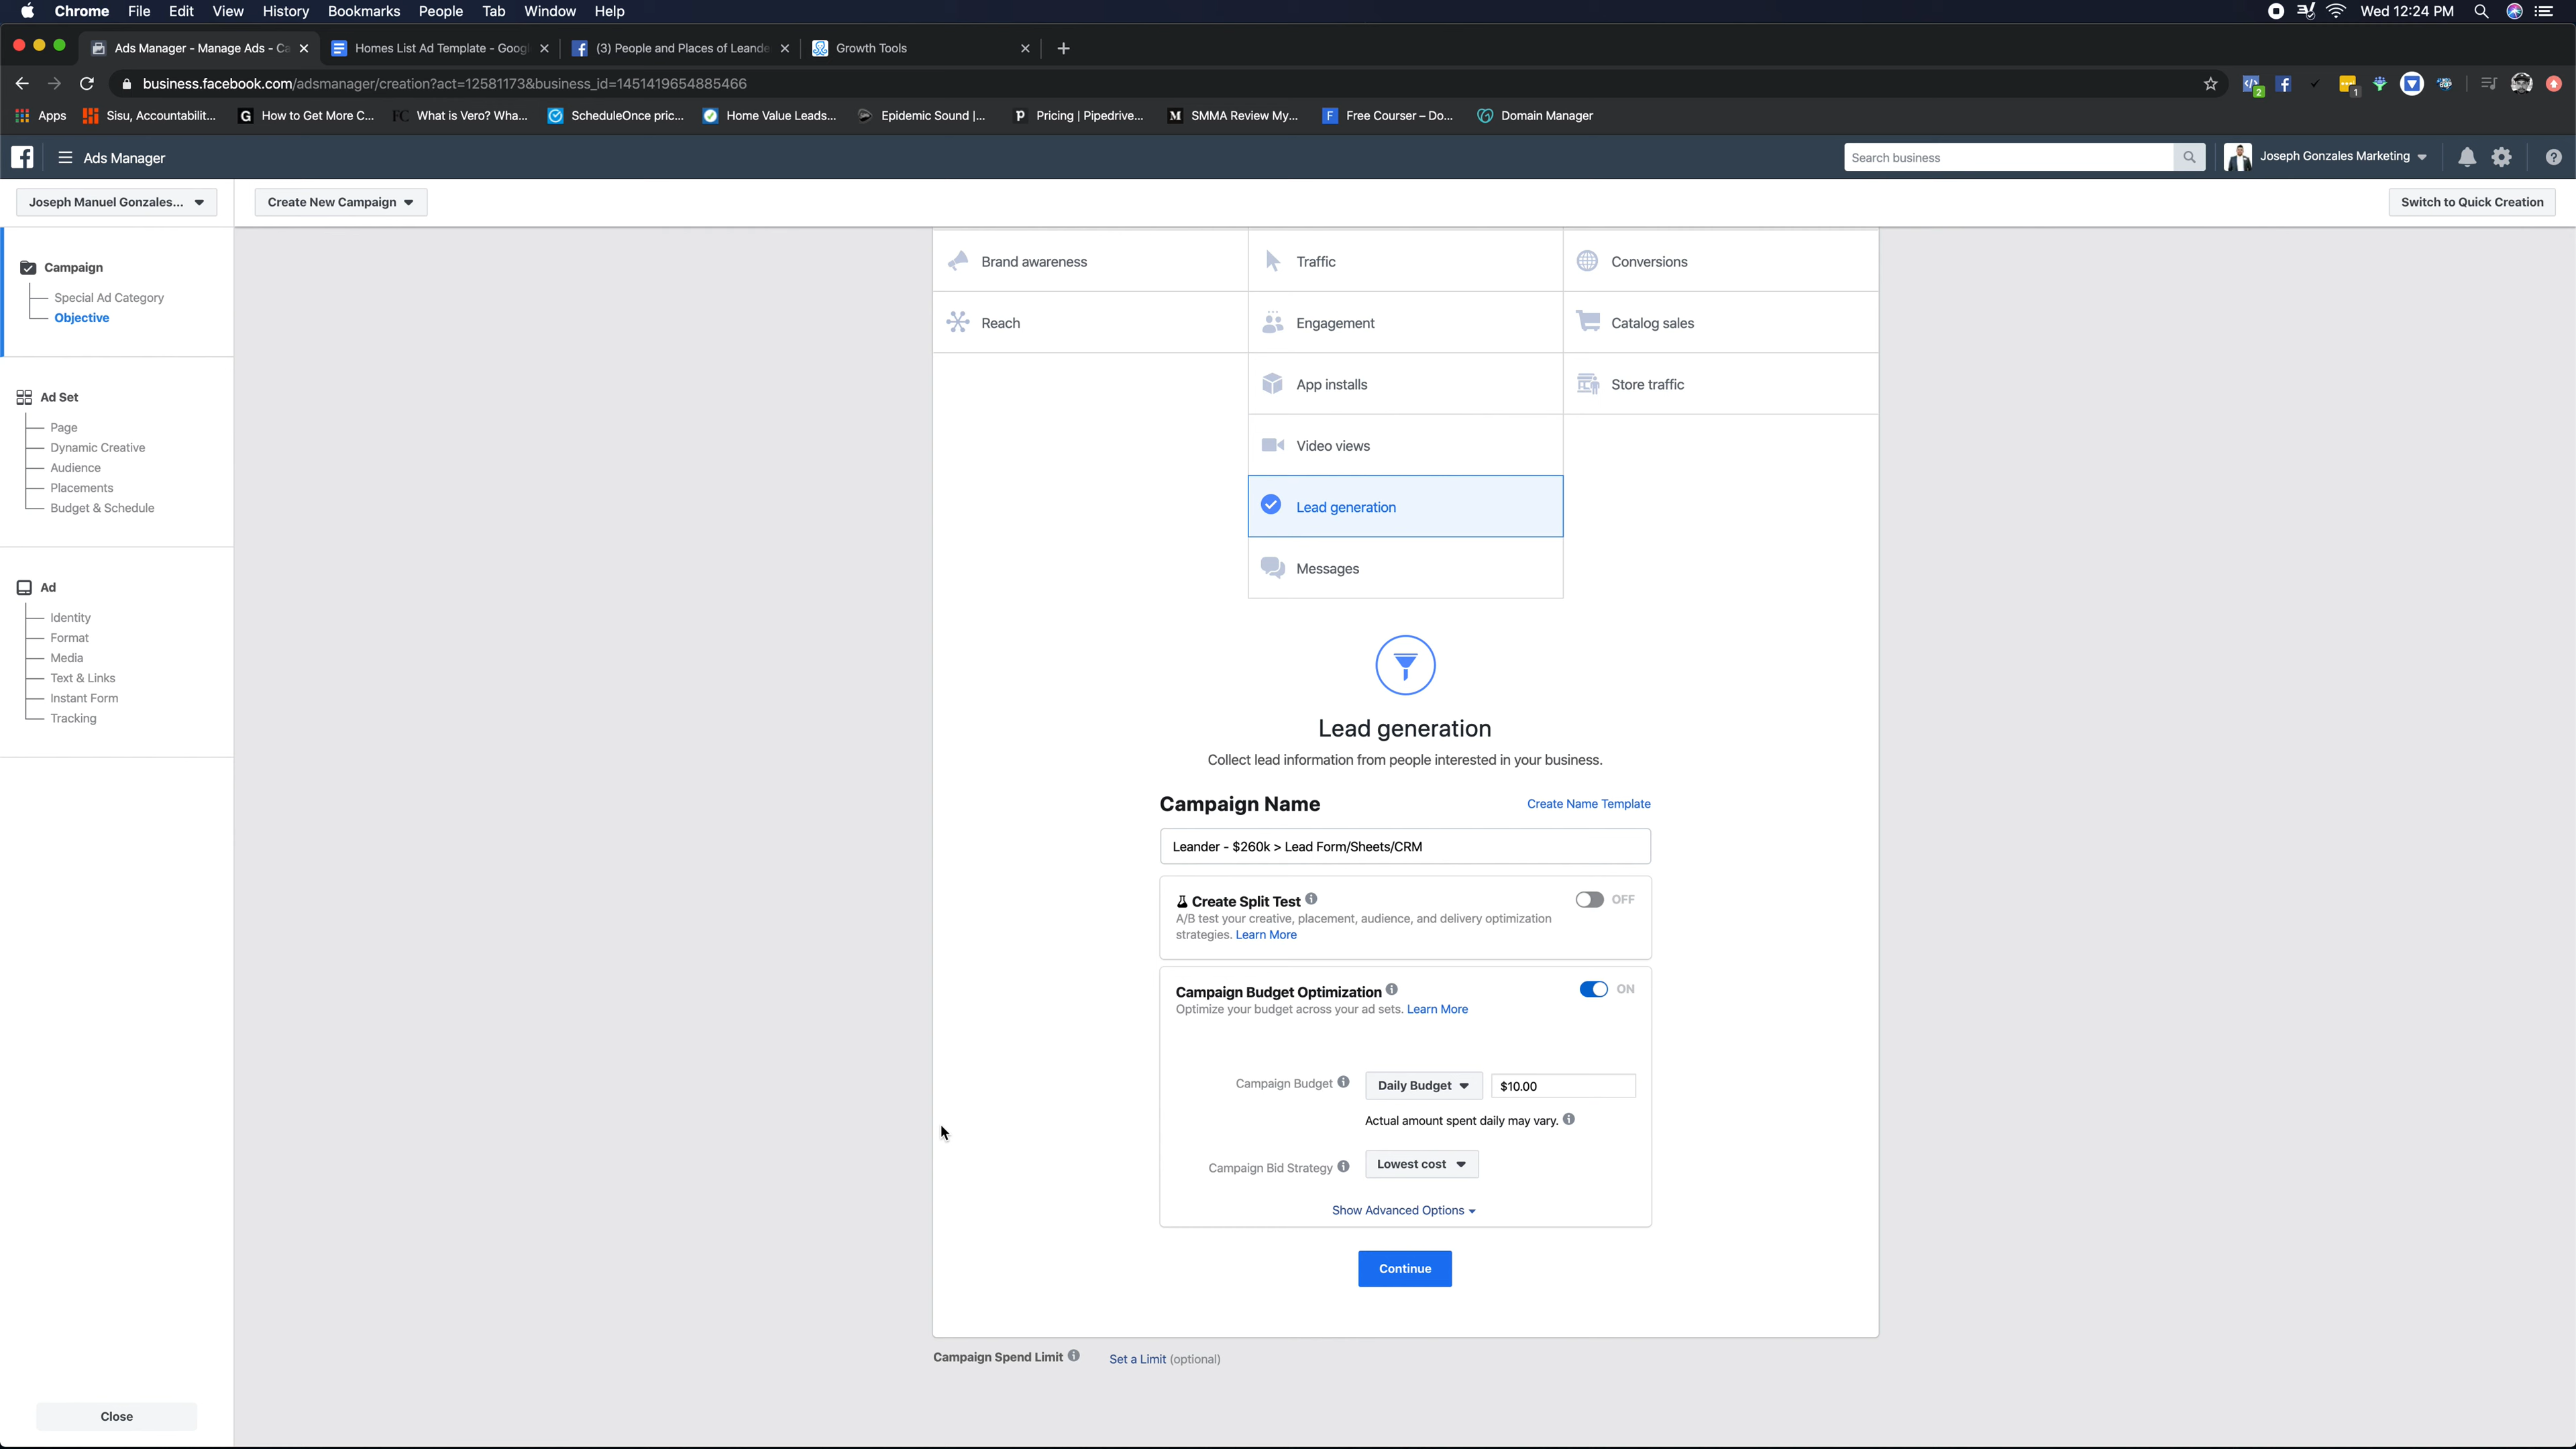 Chrome File Edit View History Bookmarks People Tab Window Help
Wed 12:24 PM
Ads Manager - Manage Ads - Ca
Homes List Ad Template - Googl
(3) People and Places of Leande
Growth Tools
business.facebook.com/adsmanager/creation?act=12581173&business_id=1451419654885466
2
1
Apps
Sisu, Accountabilit...
How to Get More C...
What is Vero? Wha...
ScheduleOnce pric...
Home Value Leads...
Epidemic Sound |...
Pricing | Pipedrive...
SMMA Review My...
Free Courser – Do...
Domain Manager
Ads Manager
Search business
Joseph Gonzales Marketing
Joseph Manuel Gonzales...
Create New Campaign
Switch to Quick Creation
Campaign
Special Ad Category
Objective
Ad Set
Page
Dynamic Creative
Audience
Placements
Budget & Schedule
Ad
Identity
Format
Media
Text & Links
Instant Form
Tracking
Close
Brand awareness
Traffic
Conversions
Reach
Engagement
Catalog sales
App installs
Store traffic
Video views
Lead generation
Messages
Lead generation
Collect lead information from people interested in your business.
Campaign Name
Create Name Template
Leander - $260k > Lead Form/Sheets/CRM
Create Split Test
OFF
A/B test your creative, placement, audience, and delivery optimization
strategies. Learn More
Campaign Budget Optimization
ON
Optimize your budget across your ad sets. Learn More
Campaign Budget
Daily Budget
$10.00
Actual amount spent daily may vary.
Campaign Bid Strategy
Lowest cost
Show Advanced Options
Continue
Campaign Spend Limit
Set a Limit (optional)